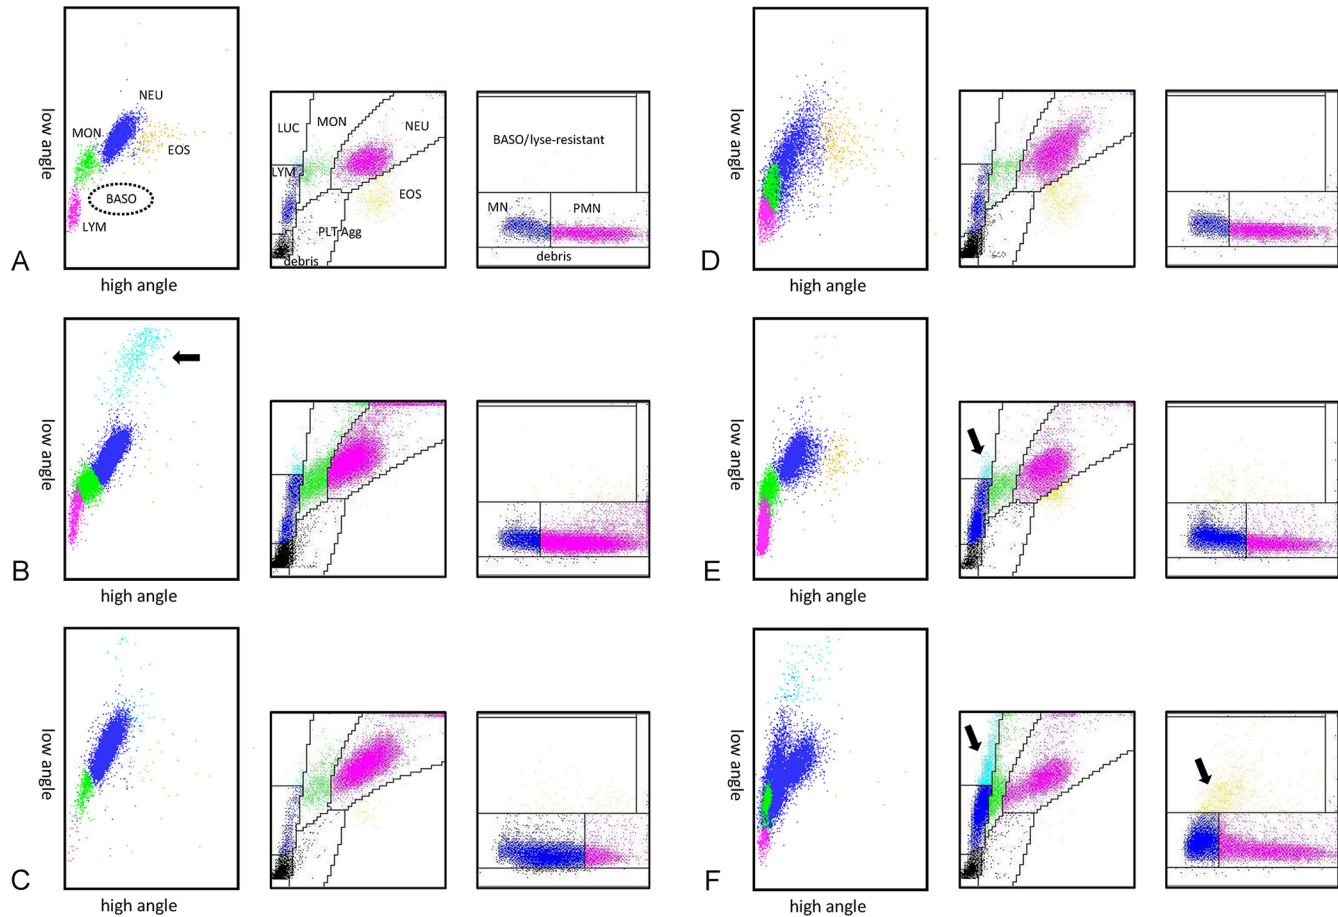 NEU
MON
EOS
BASO
LYM
low angle
high angle
A
LUC
MON
NEU
LYM
EOS
PLT Agg
debris
BASO/lyse-resistant
MN
PMN
debris
low angle
high angle
D
low angle
high angle
B
low angle
high angle
E
low angle
high angle
C
low angle
high angle
F